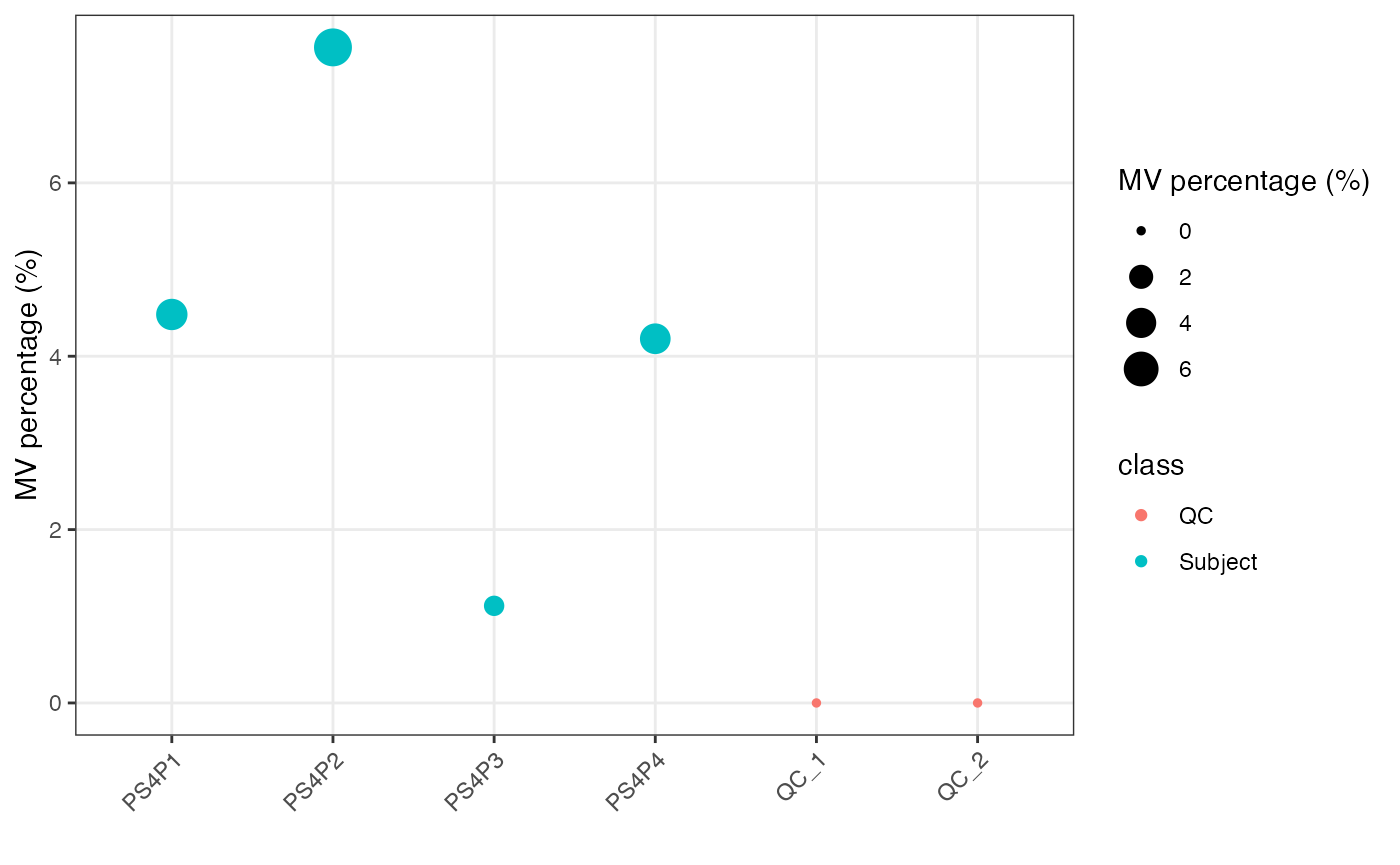 MV percentage (%)
6
4
2
0
PS4P1
PS4P2
PS4P3
PS4P4
QC_1
QC_2
MV percentage (%)
0
2
4
6
class
QC
Subject